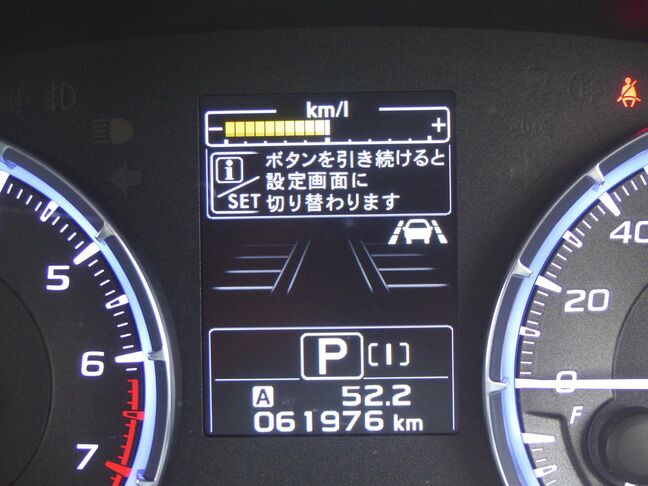 km/l
− +
i ボタンを引き続けると
設定画面に
SET 切り替わります
P [I]
A 52.2
061976 km
5
6
7
40
20
0
F